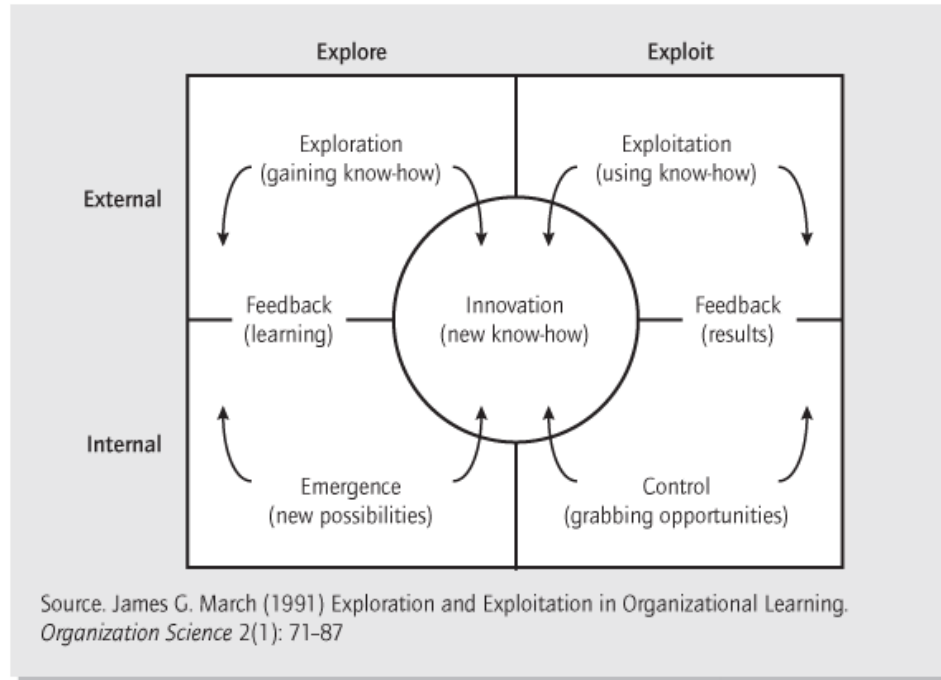 Explore
Exploit
External
Exploration
(gaining know-how)
Exploitation
(using know-how)
Feedback
(learning)
Innovation
(new know-how)
Feedback
(results)
Internal
Emergence
(new possibilities)
Control
(grabbing opportunities)
Source. James G. March (1991) Exploration and Exploitation in Organizational Learning.
Organization Science 2(1): 71–87